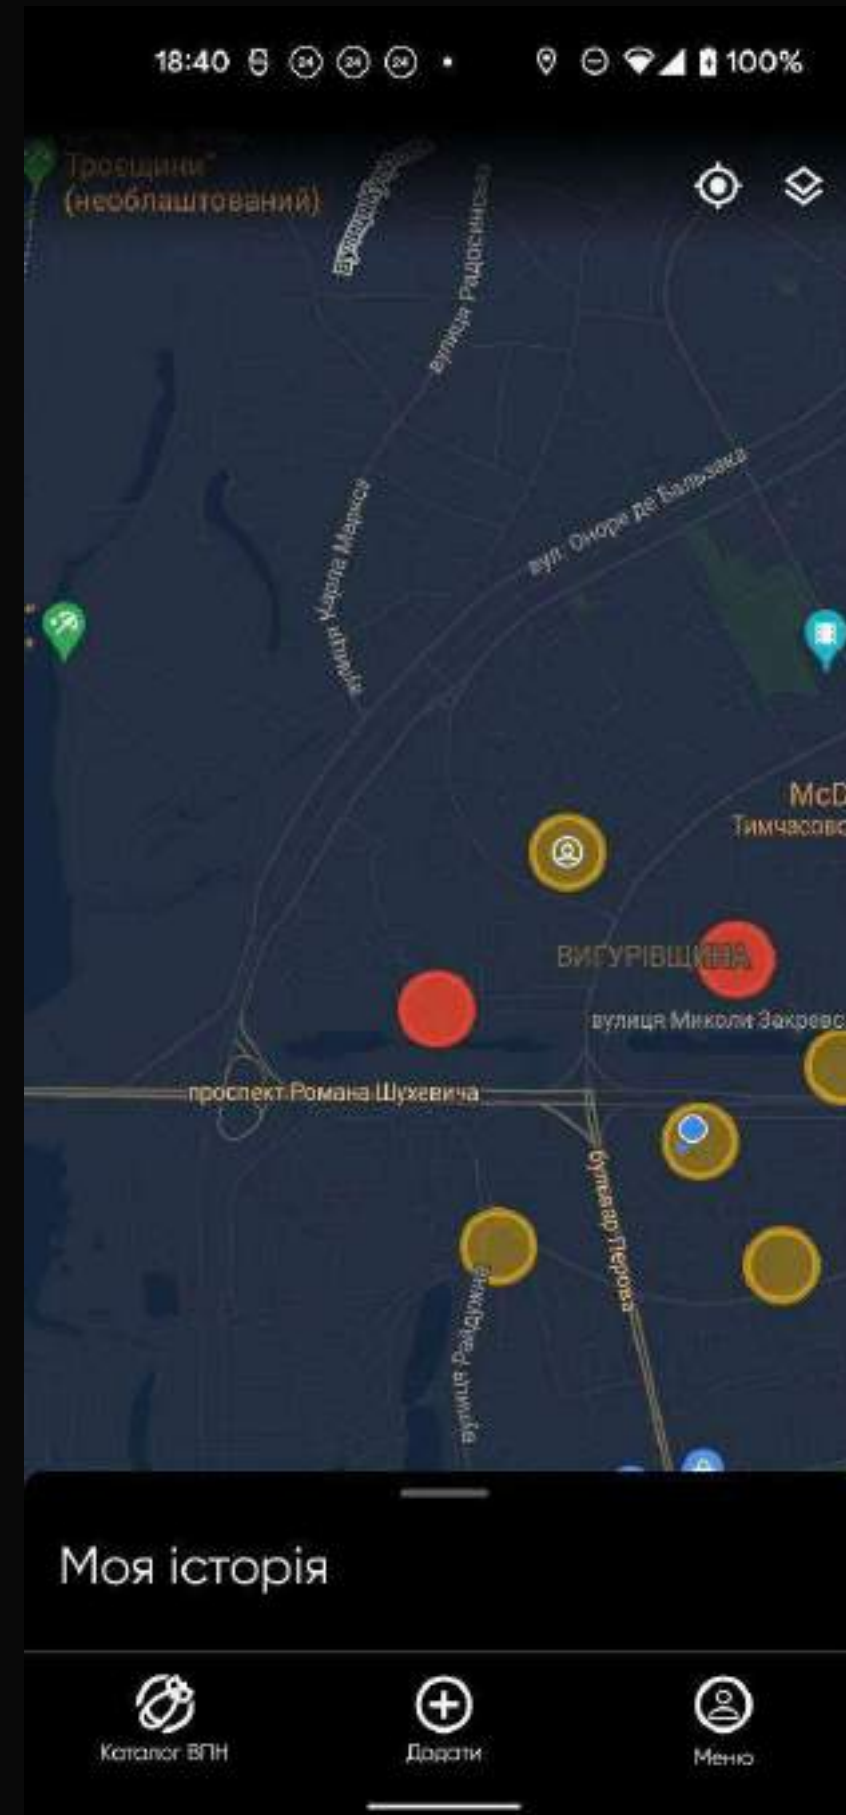 18:40
100%
Троєщини"
(необлаштований)
вулиця Радосинська
вул. Оноре де Бальзака
вулиця Карла Маркса
McD
Тимчасово
ВИГУРІВЩИНА
вулиця Миколи Закревс
проспект Романа Шухевича
бульвар Перова
вулиця Райдужна
Моя історія
Каталог ВПН
Додати
Меню